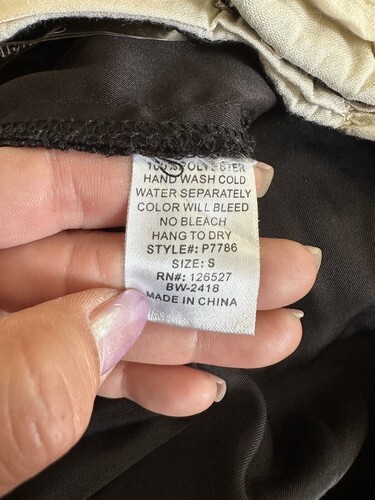 100% POLYESTER
HAND WASH COLD
WATER SEPARATELY
COLOR WILL BLEED
NO BLEACH
HANG TO DRY
STYLE#: P7786
SIZE: S
RN#: 126527
BW-2418
MADE IN CHINA